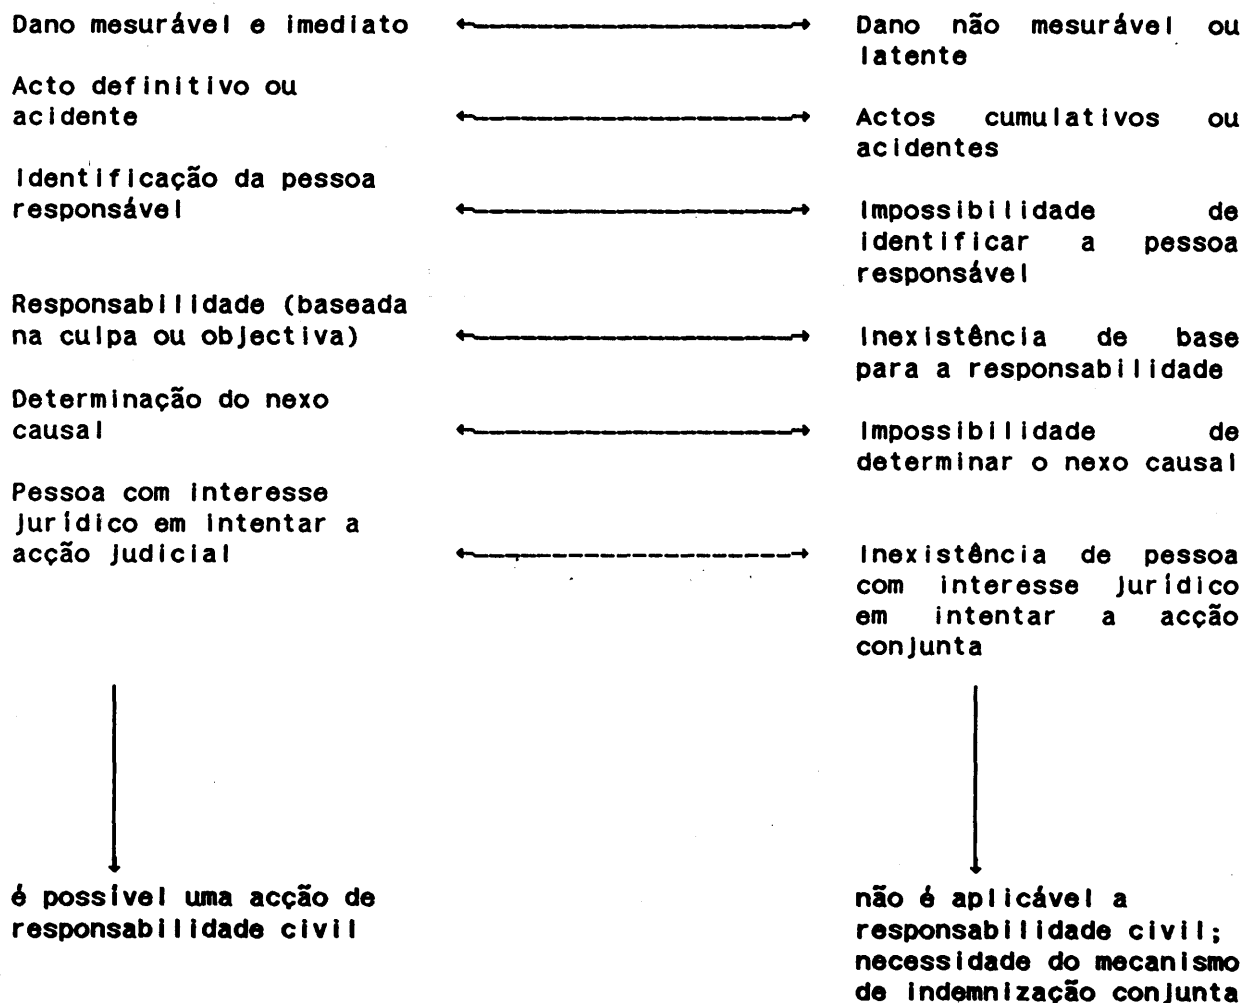 Dano mesurável e imediato
Dano não mesurável ou
latente
Acto definitivo ou
acidente
Actos cumulativos ou
acidentes
Identificação da pessoa
responsável
Impossibilidade de
identificar a pessoa
responsável
Responsabilidade (baseada
na culpa ou objectiva)
Inexistência de base
para a responsabilidade
Determinação do nexo
causal
Impossibilidade de
determinar o nexo causal
Pessoa com interesse
jurídico em intentar a
acção judicial
Inexistência de pessoa
com interesse jurídico
em intentar a acção
conjunta
é possível uma acção de
responsabilidade civil
não é aplicável a
responsabilidade civil;
necessidade do mecanismo
de indemnização conjunta